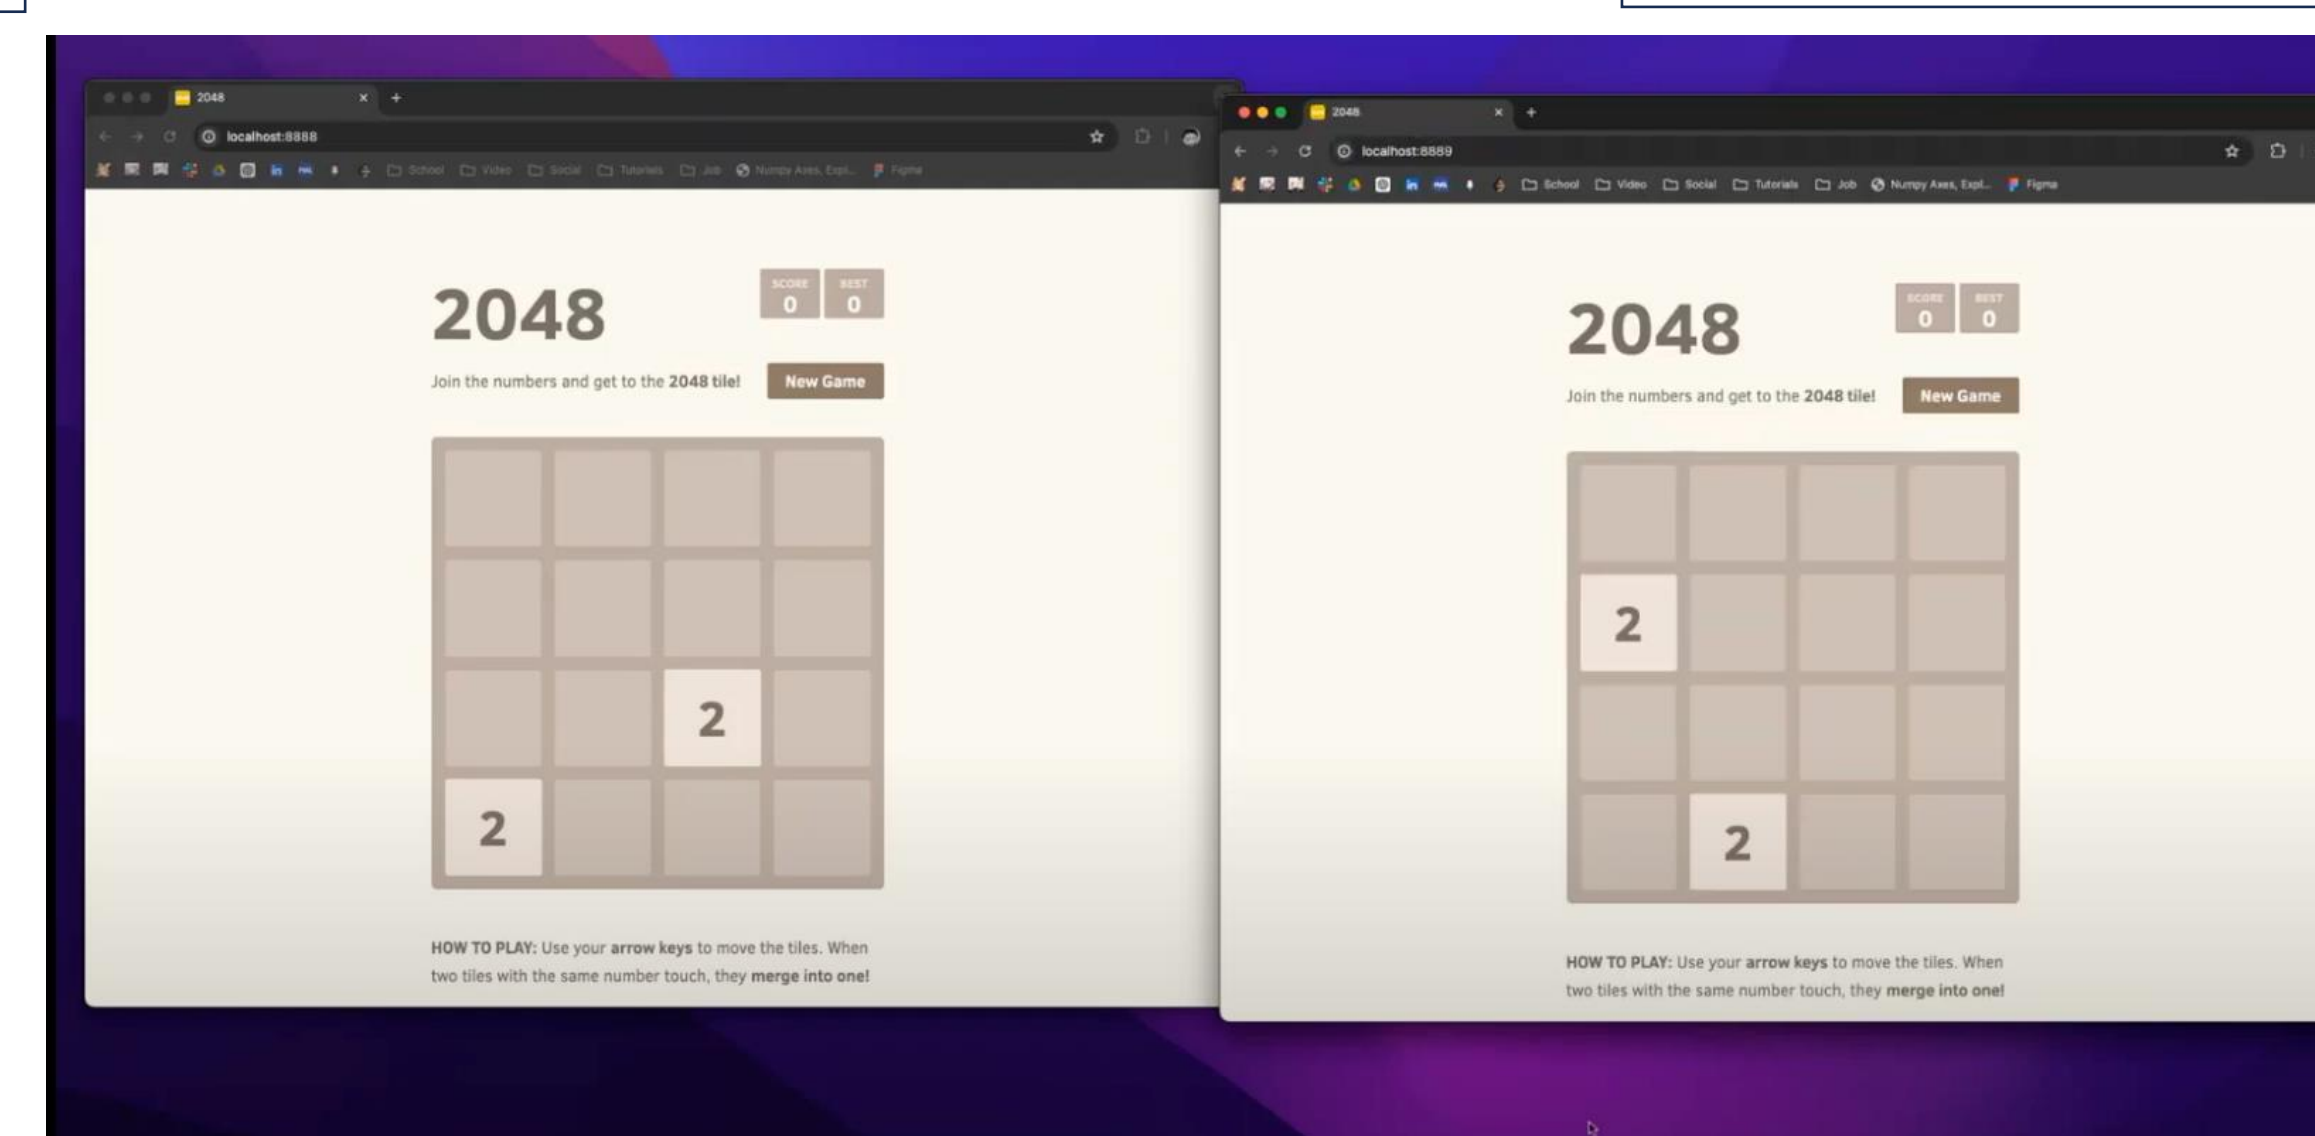 2048
localhost:8888
School Video Social Tutorials Job Numpy Axes, Expl... Figma
2048
SCORE BEST
0 0
Join the numbers and get to the 2048 tile!
New Game
2
2
HOW TO PLAY: Use your arrow keys to move the tiles. When
two tiles with the same number touch, they merge into one!
2048
localhost:8889
School Video Social Tutorials Job Numpy Axes, Expl... Figma
2048
SCORE BEST
0 0
Join the numbers and get to the 2048 tile!
New Game
2
2
HOW TO PLAY: Use your arrow keys to move the tiles. When
two tiles with the same number touch, they merge into one!